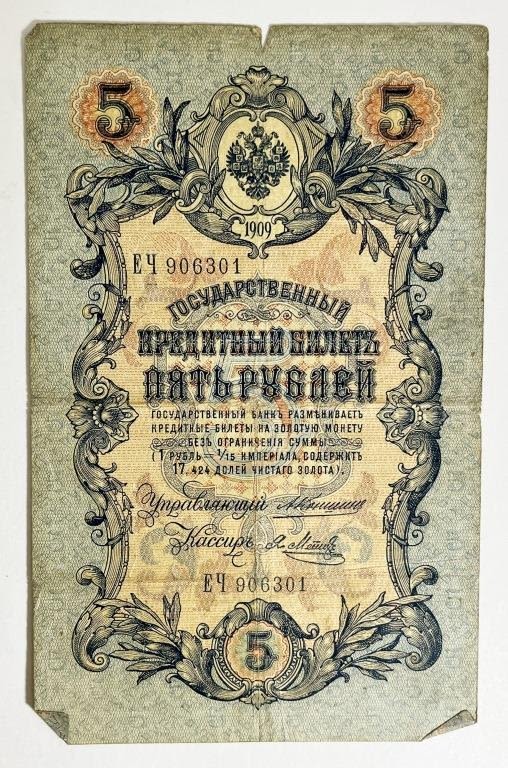 5 5
1909
ЕЧ 906301
ГОСУДАРСТВЕННЫЙ
КРЕДИТНЫЙ БИЛЕТЪ
ПЯТЬ РУБЛЕЙ
ГОСУДАРСТВЕННЫЙ БАНКЪ РАЗМѢНИВАЕТЪ
КРЕДИТНЫЕ БИЛЕТЫ НА ЗОЛОТУЮ МОНЕТУ
БЕЗЪ ОГРАНИЧЕНІЯ СУММЫ
(1 РУБЛЬ — 1/15 ИМПЕРІАЛА, СОДЕРЖИТЪ
17. 424 ДОЛЕЙ ЧИСТАГО ЗОЛОТА).
Управляющій
Кассиръ
ЕЧ 906301
5